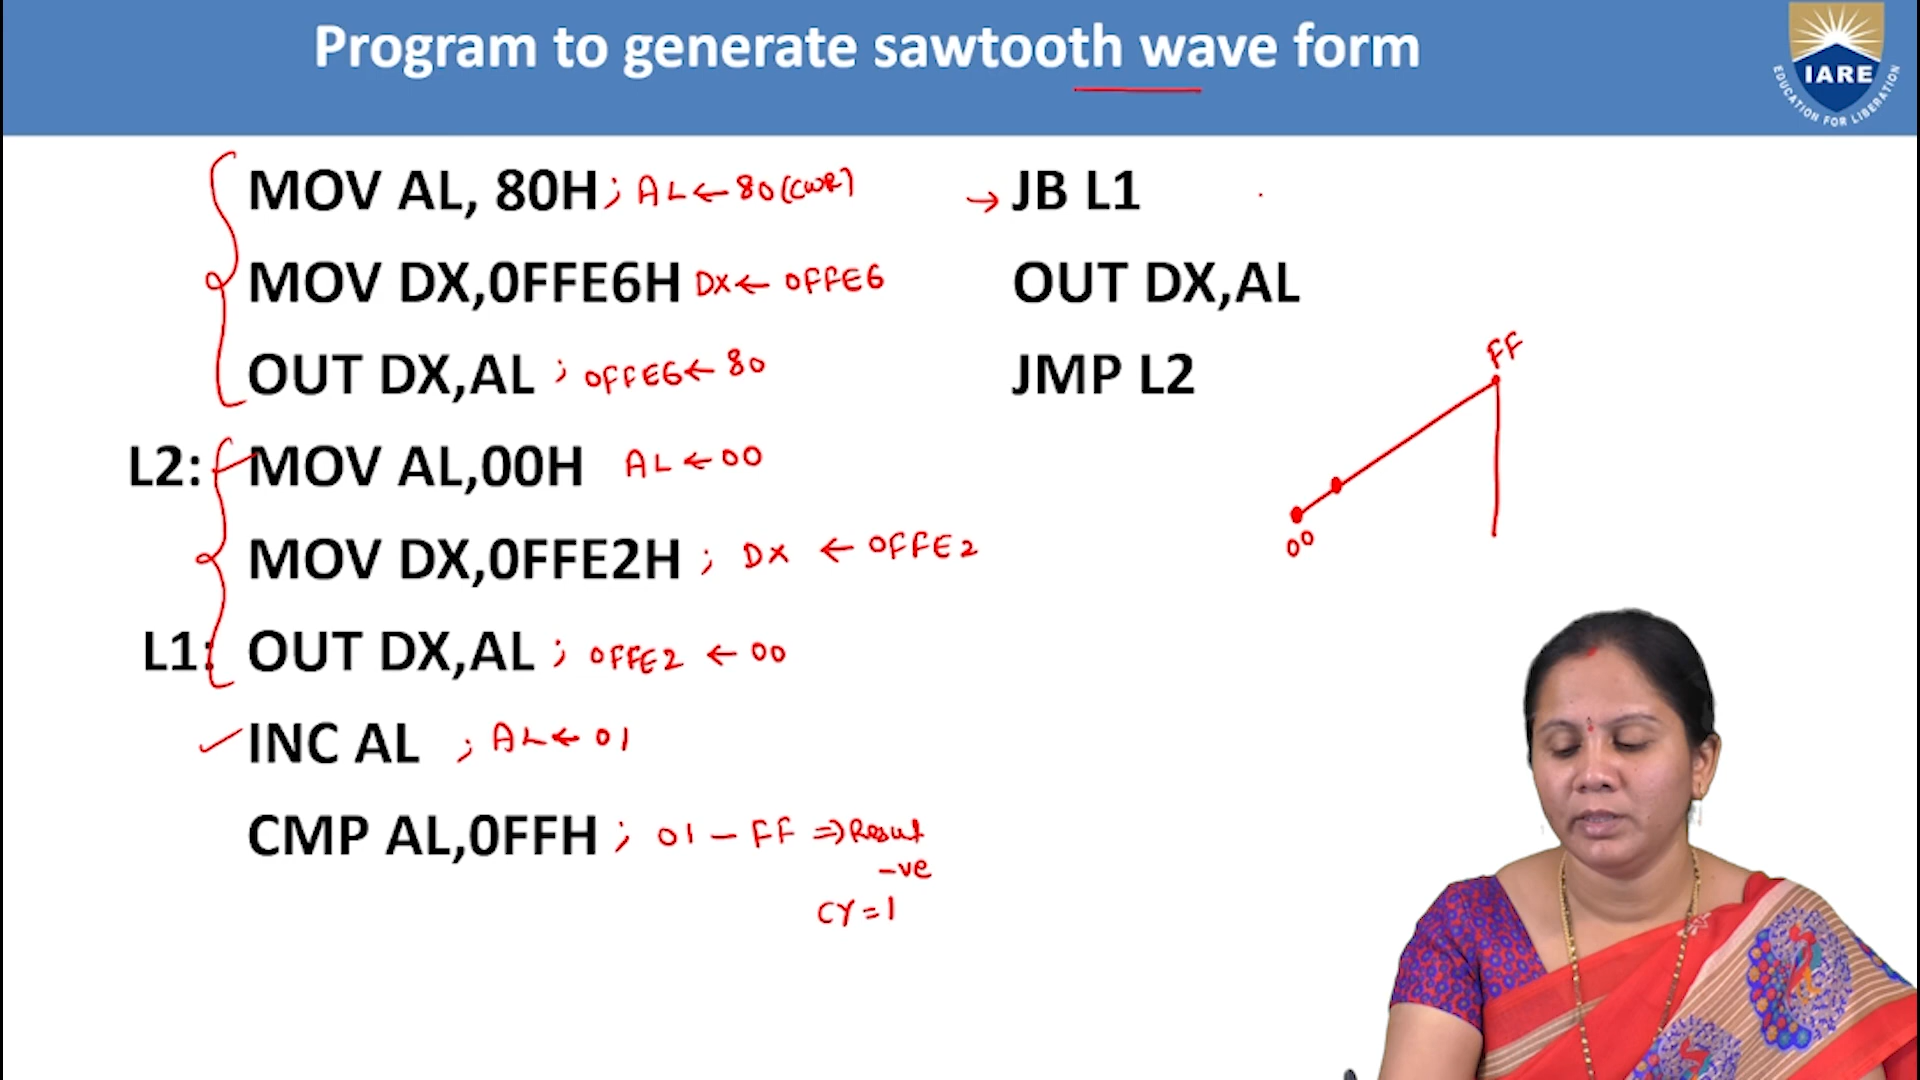 Program to generate sawtooth wave form
IARE
EDUCATION FOR LIBERATION
MOV AL, 80H ; AL ← 80 (CWR)
MOV DX,0FFE6H DX ← 0FFE6
OUT DX,AL ; 0FFE6 ← 80
L2: MOV AL,00H AL ← 00
MOV DX,0FFE2H ; DX ← 0FFE2
L1: OUT DX,AL ; 0FFE2 ← 00
INC AL ; AL ← 01
CMP AL,0FFH ; 01 - FF ⇒ Result
-ve
CY = 1
→ JB L1
OUT DX,AL
JMP L2
FF
00